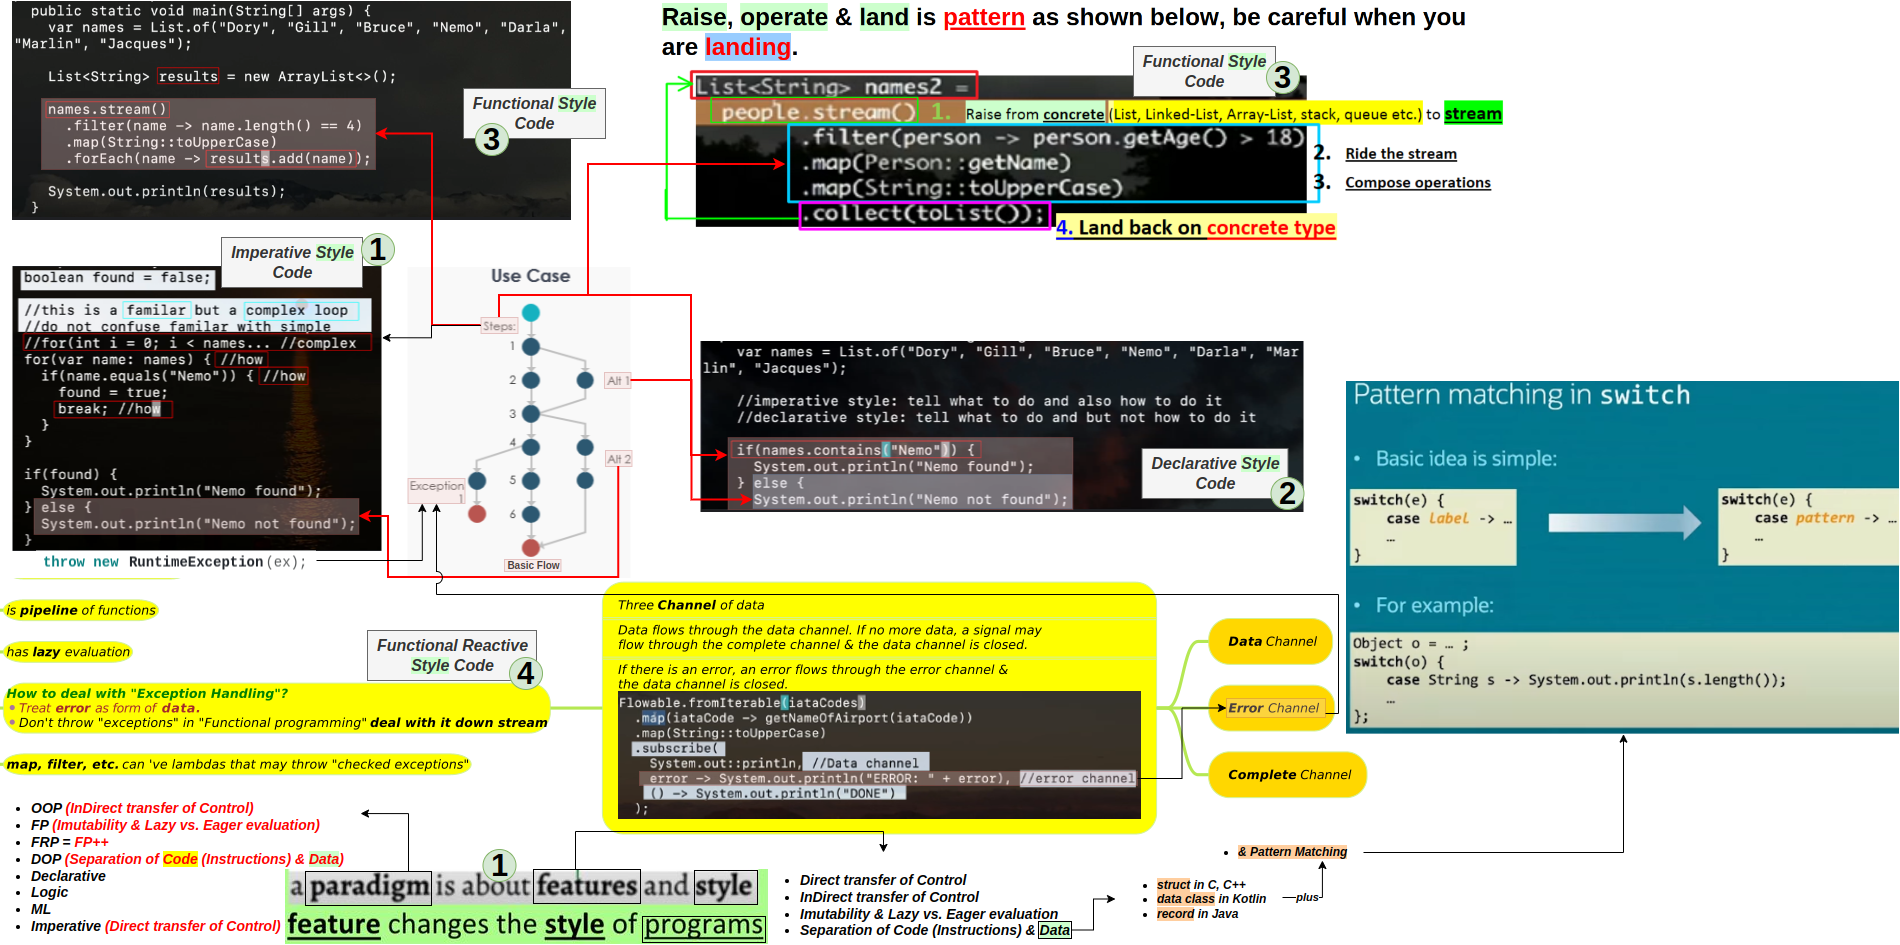 public static void main(String[] args) {
var names = List.of("Dory", "Gill", "Bruce", "Nemo", "Darla",
"Marlin", "Jacques");
List<String> results = new ArrayList<>();
names.stream()
.filter(name -> name.length() == 4)
.map(String::toUpperCase)
.forEach(name -> results.add(name));
System.out.println(results);
}
Functional Style
Code
3
Raise, operate & land is pattern as shown below, be careful when you
are landing.
Functional Style
Code
3
List<String> names2 =
people.stream() 1. Raise from concrete (List, Linked-List, Array-List, stack, queue etc.) to stream
.filter(person -> person.getAge() > 18)
.map(Person::getName)
.map(String::toUpperCase)
.collect(toList());
2. Ride the stream
3. Compose operations
4. Land back on concrete type
Imperative Style
Code
1
boolean found = false;
//this is a familar but a complex loop
//do not confuse familar with simple
//for(int i = 0; i < names... //complex
for(var name: names) { //how
if(name.equals("Nemo")) { //how
found = true;
break; //how
}
}
if(found) {
System.out.println("Nemo found");
} else {
System.out.println("Nemo not found");
}
throw new RuntimeException(ex);
Use Case
Steps:
1
2
3
4
5
6
Alt 1
Alt 2
Exception
1
Basic Flow
var names = List.of("Dory", "Gill", "Bruce", "Nemo", "Darla", "Mar
lin", "Jacques");
//imperative style: tell what to do and also how to do it
//declarative style: tell what to do and but not how to do it
if(names.contains("Nemo")) {
System.out.println("Nemo found");
} else {
System.out.println("Nemo not found");
Declarative Style
Code
2
Pattern matching in switch
• Basic idea is simple:
switch(e) {
case label -> …
…
}
switch(e) {
case pattern -> …
…
}
• For example:
Object o = … ;
switch(o) {
case String s -> System.out.println(s.length());
…
};
is pipeline of functions
has lazy evaluation
How to deal with "Exception Handling"?
• Treat error as form of data.
• Don't throw "exceptions" in "Functional programming" deal with it down stream
map, filter, etc. can 've lambdas that may throw "checked exceptions"
Functional Reactive
Style Code
4
Three Channel of data
Data flows through the data channel. If no more data, a signal may
flow through the complete channel & the data channel is closed.
If there is an error, an error flows through the error channel &
the data channel is closed.
Flowable.fromIterable(iataCodes)
.map(iataCode -> getNameOfAirport(iataCode))
.map(String::toUpperCase)
.subscribe(
System.out::println, //Data channel
error -> System.out.println("ERROR: " + error), //error channel
() -> System.out.println("DONE")
);
Data Channel
Error Channel
Complete Channel
• OOP (InDirect transfer of Control)
• FP (Imutability & Lazy vs. Eager evaluation)
• FRP = FP++
• DOP (Separation of Code (Instructions) & Data)
• Declarative
• Logic
• ML
• Imperative (Direct transfer of Control)
1
a paradigm is about features and style
feature changes the style of programs
• Direct transfer of Control
• InDirect transfer of Control
• Imutability & Lazy vs. Eager evaluation
• Separation of Code (Instructions) & Data
• & Pattern Matching
• struct in C, C++
• data class in Kotlin
• record in Java
plus